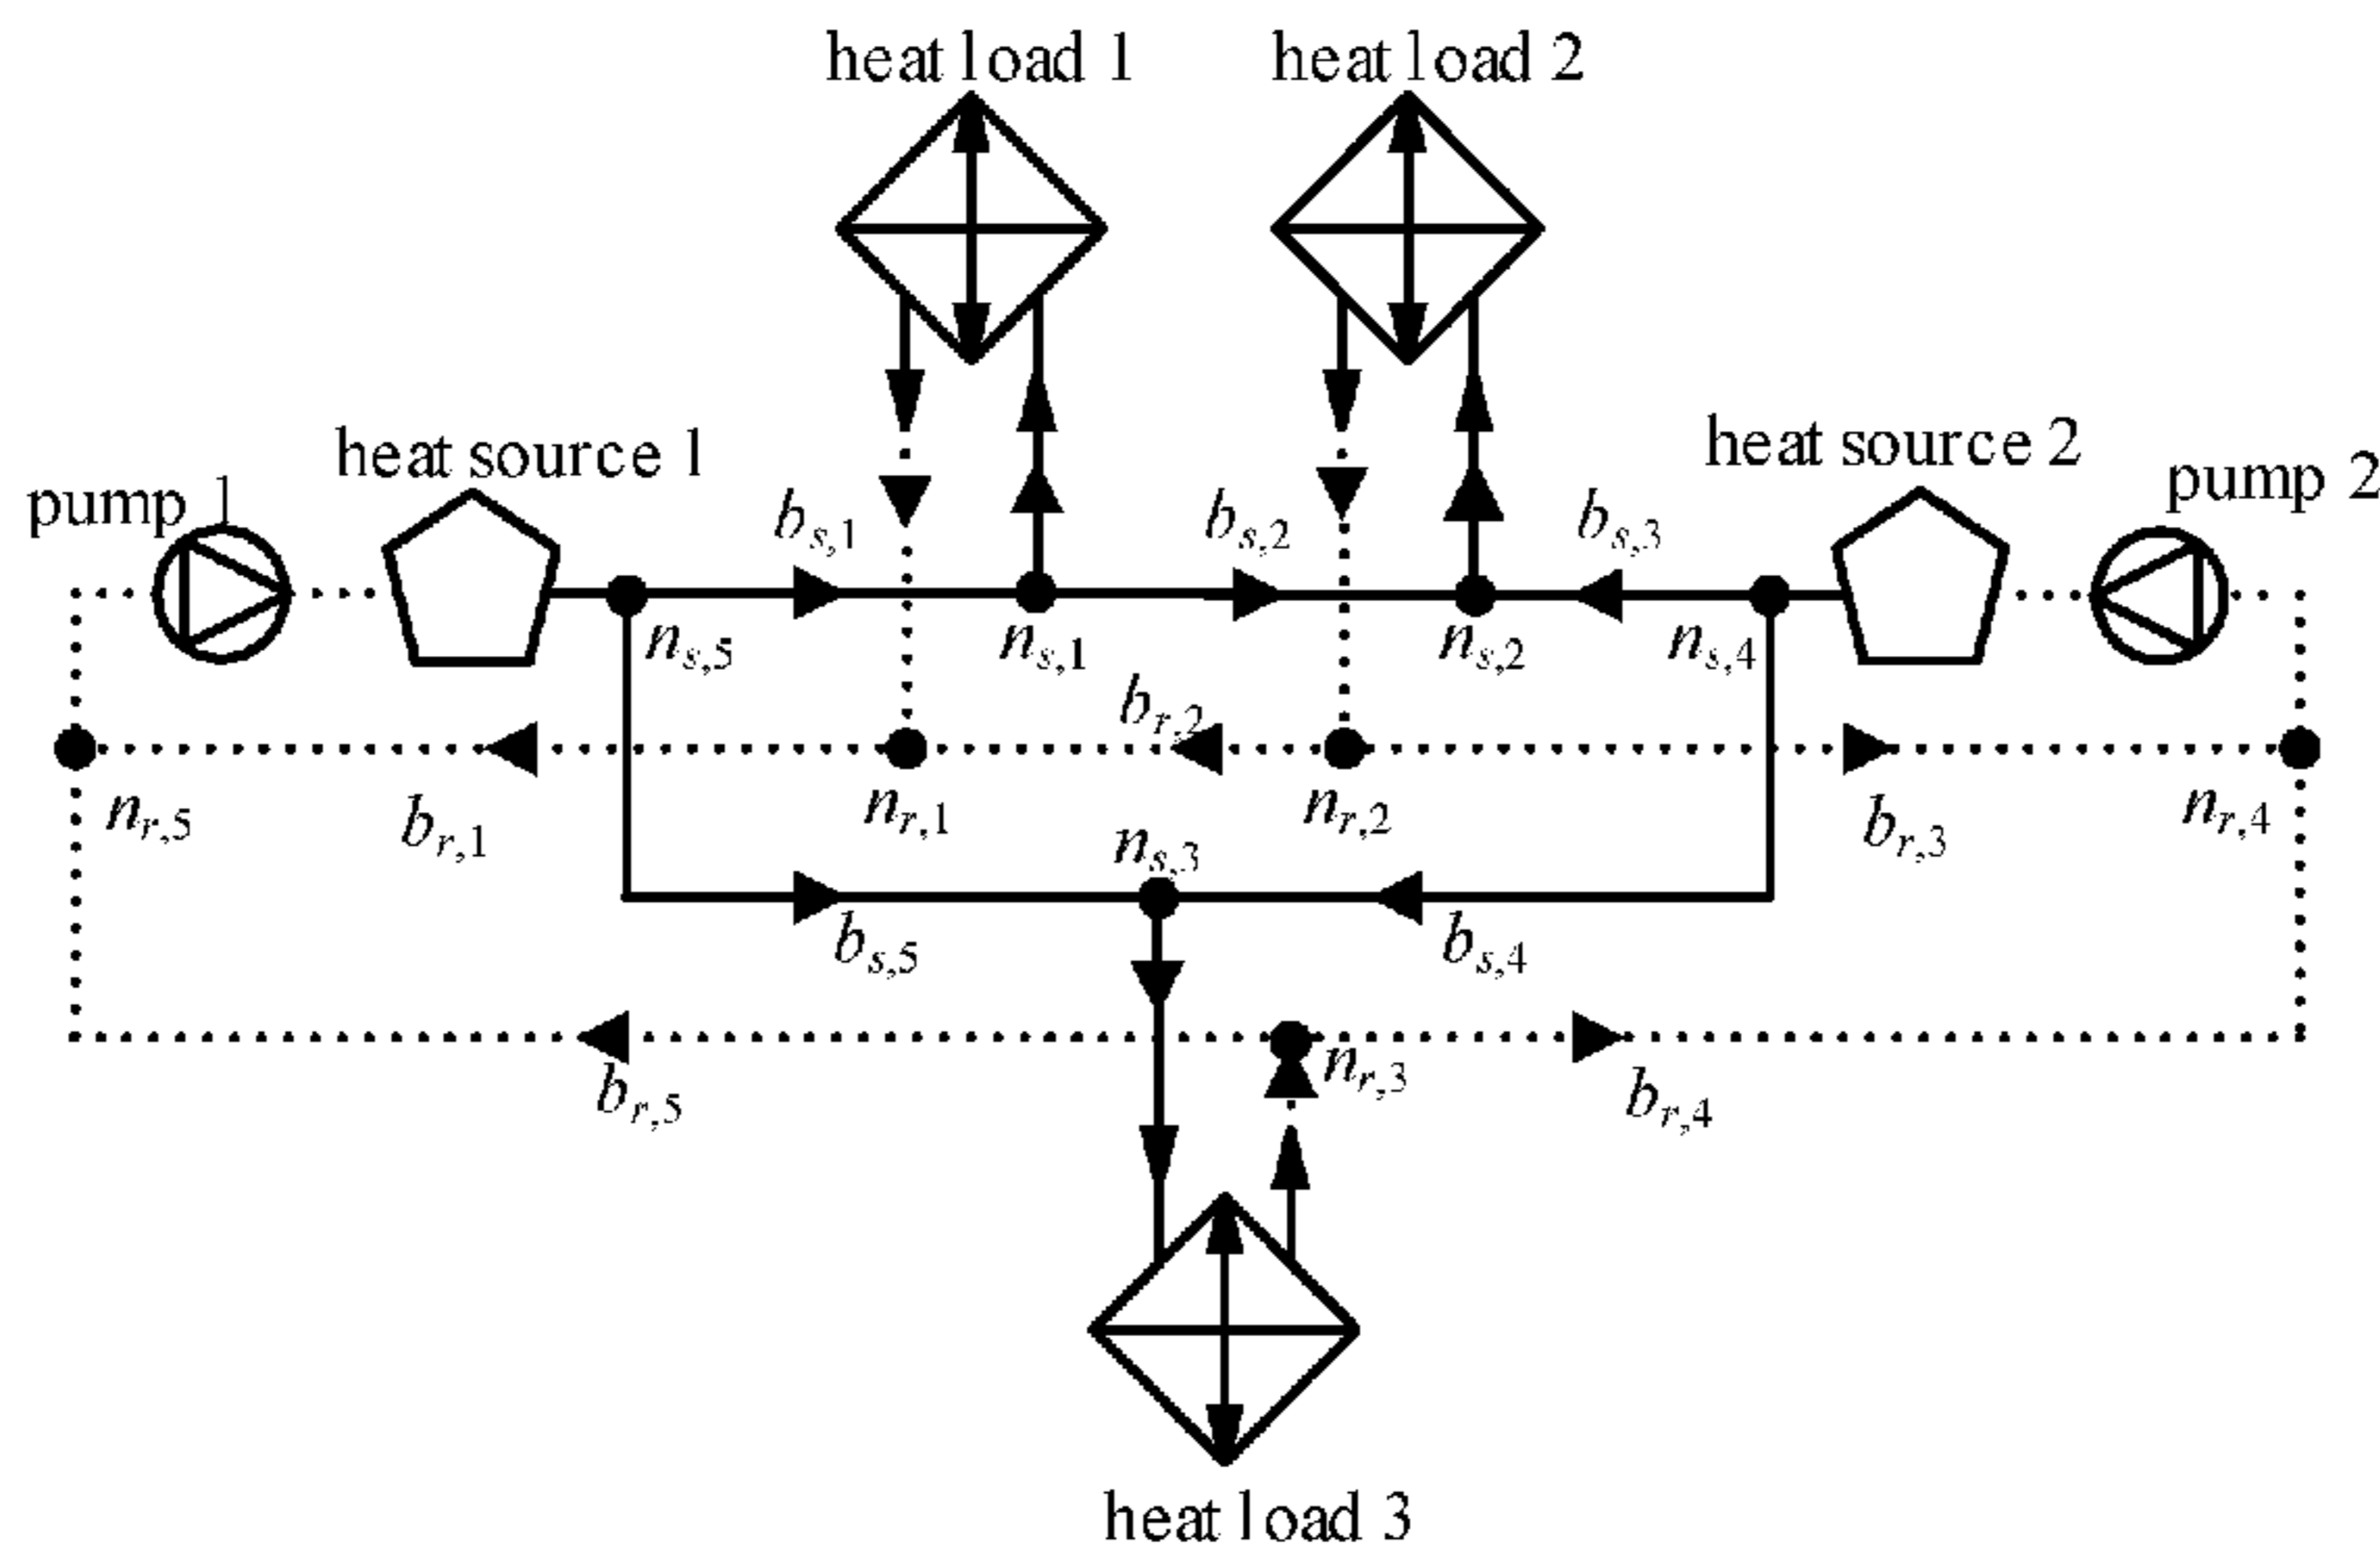 heat load 1
heat load 2
heat source 1
heat source 2
pump 1
pump 2
b_{s,1}
b_{s,2}
b_{s,3}
n_{s,5}
n_{s,1}
n_{s,2}
n_{s,4}
b_{r,2}
n_{r,5}
b_{r,1}
n_{r,1}
n_{r,2}
b_{r,3}
n_{r,4}
n_{s,3}
b_{s,5}
b_{s,4}
n_{r,3}
b_{r,5}
b_{r,4}
heat load 3